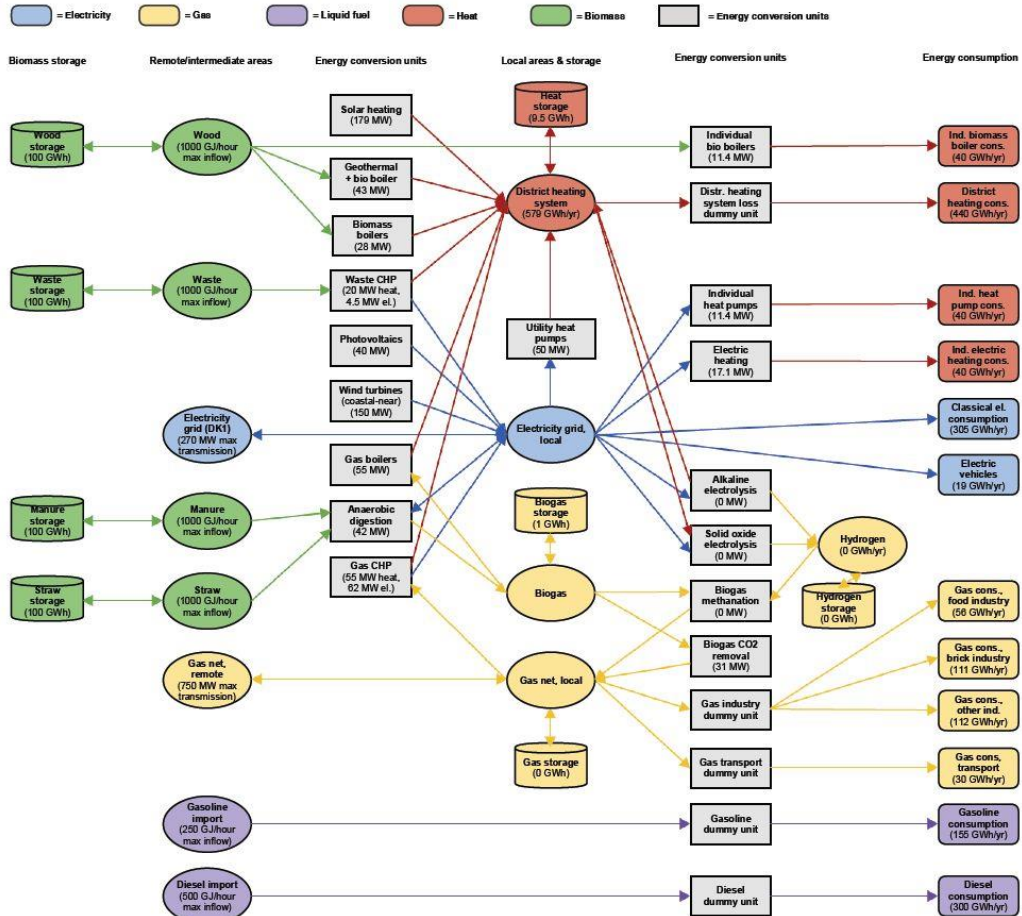 = Electricity
= Gas
= Liquid fuel
= Heat
= Biomass
= Energy conversion units
Biomass storage
Remote/intermediate areas
Energy conversion units
Local areas & storage
Energy conversion units
Energy consumption
Wood
storage
(100 GWh)
Wood
(1000 GJ/hour
max inflow)
Solar heating
(179 MW)
Geothermal
+ bio boiler
(43 MW)
Biomass
boilers
(28 MW)
Heat
storage
(9.5 GWh)
District heating
system
(579 GWh/yr)
Individual
bio boilers
(11.4 MW)
Distr. heating
system loss
dummy unit
Ind. biomass
boiler cons.
(40 GWh/yr)
District
heating cons.
(440 GWh/yr)
Waste
storage
(100 GWh)
Waste
(1000 GJ/hour
max inflow)
Waste CHP
(20 MW heat,
4.5 MW el.)
Photovoltaics
(40 MW)
Wind turbines
(coastal-near)
(150 MW)
Utility heat
pumps
(50 MW)
Individual
heat pumps
(11.4 MW)
Electric
heating
(17.1 MW)
Ind. heat
pump cons.
(40 GWh/yr)
Ind. electric
heating cons.
(40 GWh/yr)
Electricity
grid (DK1)
(270 MW max
transmission)
Electricity grid,
local
Classical el.
consumption
(305 GWh/yr)
Electric
vehicles
(19 GWh/yr)
Gas boilers
(55 MW)
Manure
storage
(100 GWh)
Manure
(1000 GJ/hour
max inflow)
Anaerobic
digestion
(42 MW)
Biogas
storage
(1 GWh)
Alkaline
electrolysis
(0 MW)
Solid oxide
electrolysis
(0 MW)
Hydrogen
(0 GWh/yr)
Straw
storage
(100 GWh)
Straw
(1000 GJ/hour
max inflow)
Gas CHP
(55 MW heat,
62 MW el.)
Biogas
Biogas
methanation
(0 MW)
Hydrogen
storage
(0 GWh)
Gas cons.,
food industry
(56 GWh/yr)
Gas net,
remote
(750 MW max
transmission)
Gas net, local
Biogas CO2
removal
(31 MW)
Gas cons.,
brick industry
(111 GWh/yr)
Gas industry
dummy unit
Gas cons.,
other ind.
(112 GWh/yr)
Gas storage
(0 GWh)
Gas transport
dummy unit
Gas cons,
transport
(30 GWh/yr)
Gasoline
import
(250 GJ/hour
max inflow)
Gasoline
dummy unit
Gasoline
consumption
(155 GWh/yr)
Diesel import
(500 GJ/hour
max inflow)
Diesel
dummy unit
Diesel
consumption
(300 GWh/yr)